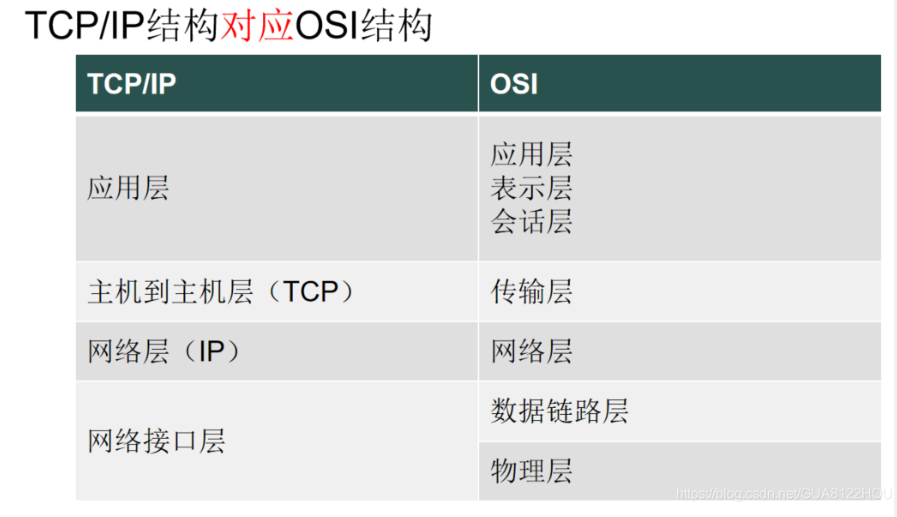 TCP/IP结构对应OSI结构
TCP/IP
OSI
应用层
应用层
表示层
会话层
主机到主机层（TCP）
传输层
网络层（IP）
网络层
网络接口层
数据链路层
物理层
https://blog.csdn.net/GUA8122HOU